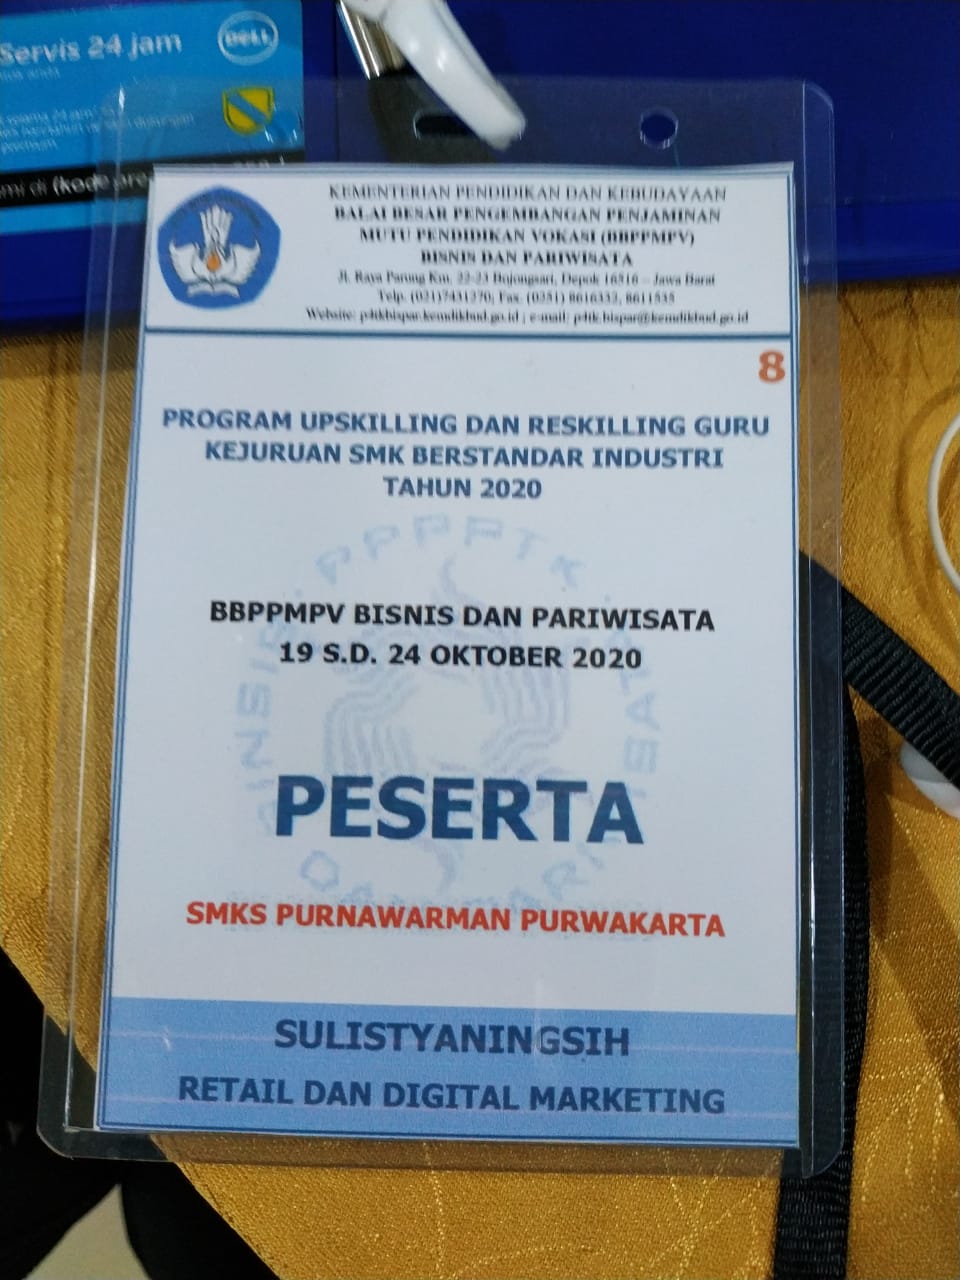 Servis 24 jam
DELL
KEMENTERIAN PENDIDIKAN DAN KEBUDAYAAN
BALAI BESAR PENGEMBANGAN PENJAMINAN
MUTU PENDIDIKAN VOKASI (BBPPMPV)
BISNIS DAN PARIWISATA
Jl. Raya Parung Km. 22-23 Bojongsari, Depok 16516 – Jawa Barat
Telp. (021)7431270; Fax. (0251) 8616332, 8611535
Website: p4tkbispar.kemdikbud.go.id ; e-mail: p4tk.bispar@kemdikbud.go.id
8
PROGRAM UPSKILLING DAN RESKILLING GURU
KEJURUAN SMK BERSTANDAR INDUSTRI
TAHUN 2020
PPPPTK
BBPPMPV BISNIS DAN PARIWISATA
19 S.D. 24 OKTOBER 2020
PESERTA
SMKS PURNAWARMAN PURWAKARTA
SULISTYANINGSIH
RETAIL DAN DIGITAL MARKETING